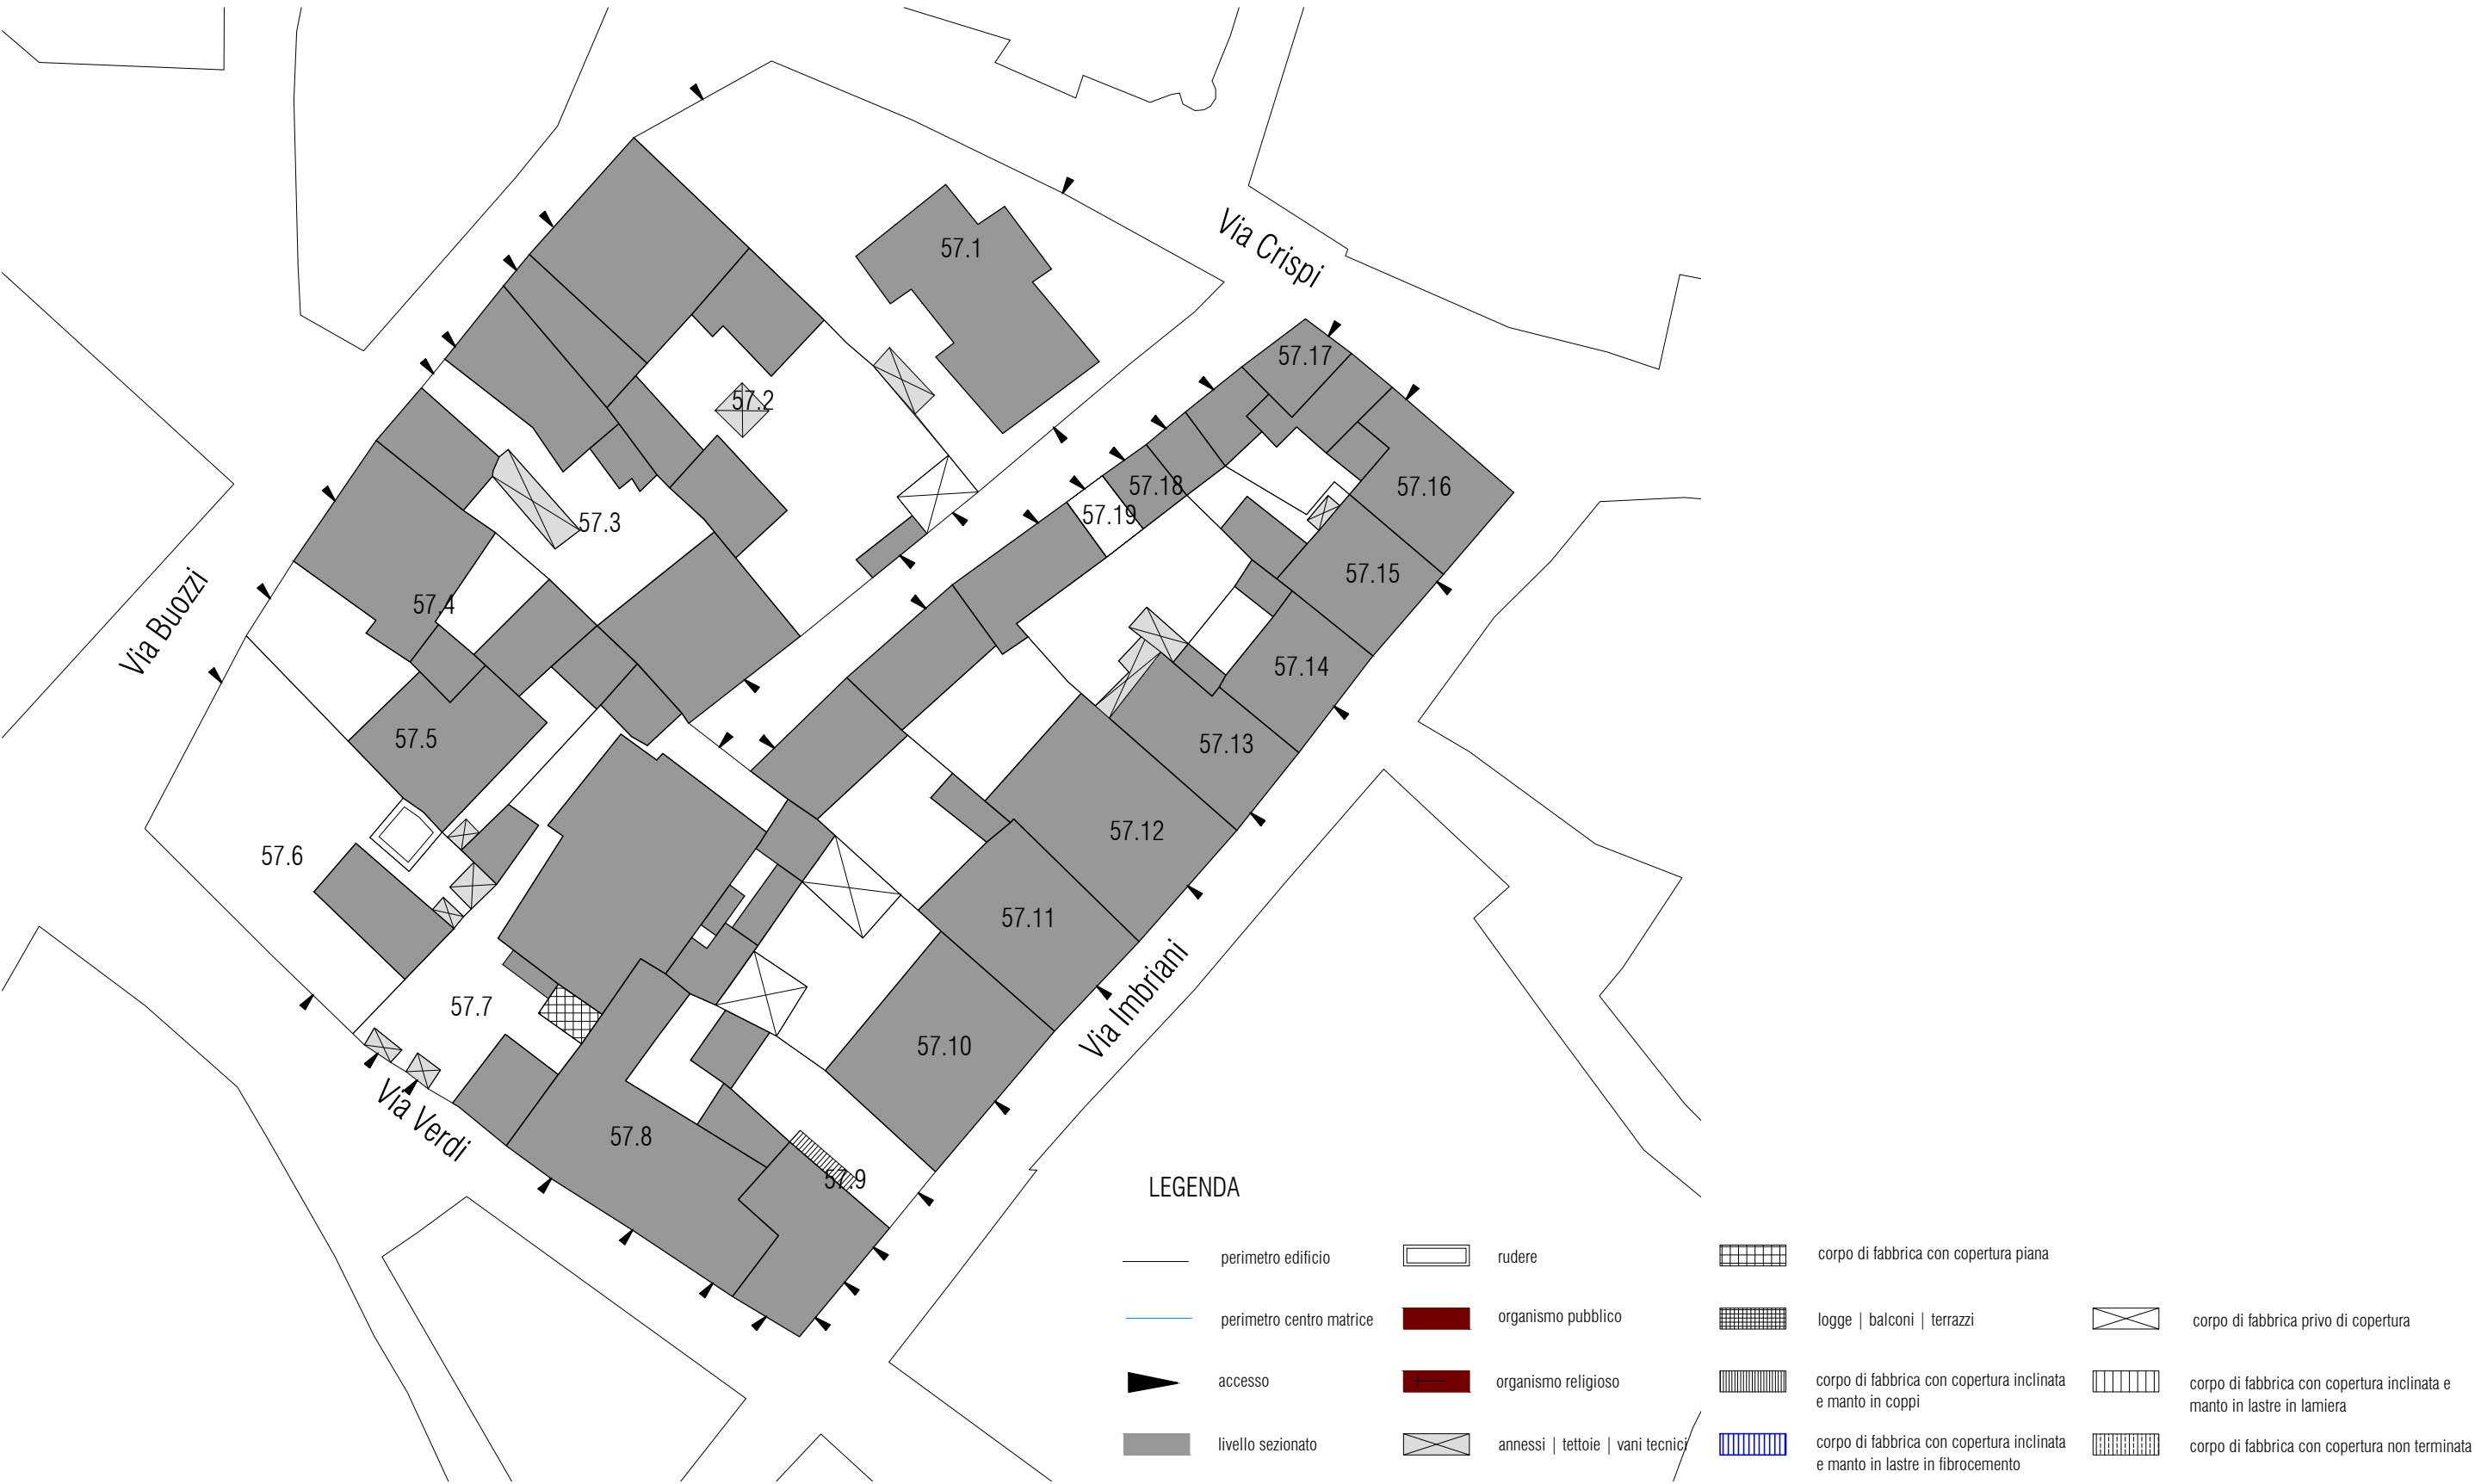 57.1
Via Crispi
57.17
57.2
57.16
57.18
57.19
57.3
57.15
57.4
Via Buozzi
57.14
57.5
57.13
57.12
57.6
57.11
57.7
Via Imbriani
57.10
Via Verdi
57.8
57.9
LEGENDA
perimetro edificio
perimetro centro matrice
accesso
livello sezionato
rudere
organismo pubblico
organismo religioso
annessi | tettoie | vani tecnici
corpo di fabbrica con copertura piana
logge | balconi | terrazzi
corpo di fabbrica con copertura inclinata
e manto in coppi
corpo di fabbrica con copertura inclinata
e manto in lastre in fibrocemento
corpo di fabbrica privo di copertura
corpo di fabbrica con copertura inclinata e
manto in lastre in lamiera
corpo di fabbrica con copertura non terminata